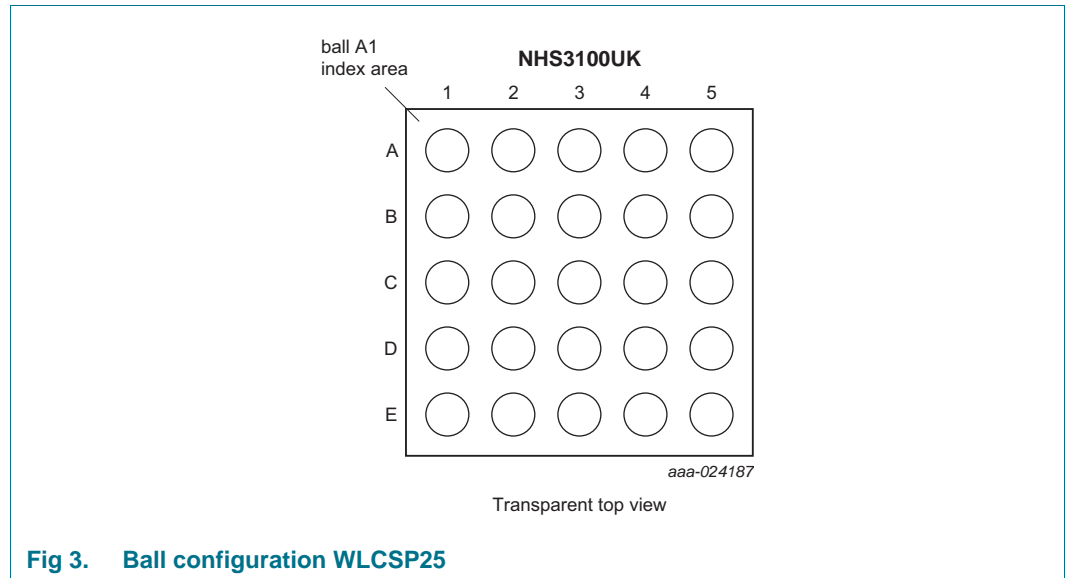 ball A1
index area
NHS3100UK
1 2 3 4 5
A
B
C
D
E
aaa-024187
Transparent top view
Fig 3. Ball configuration WLCSP25